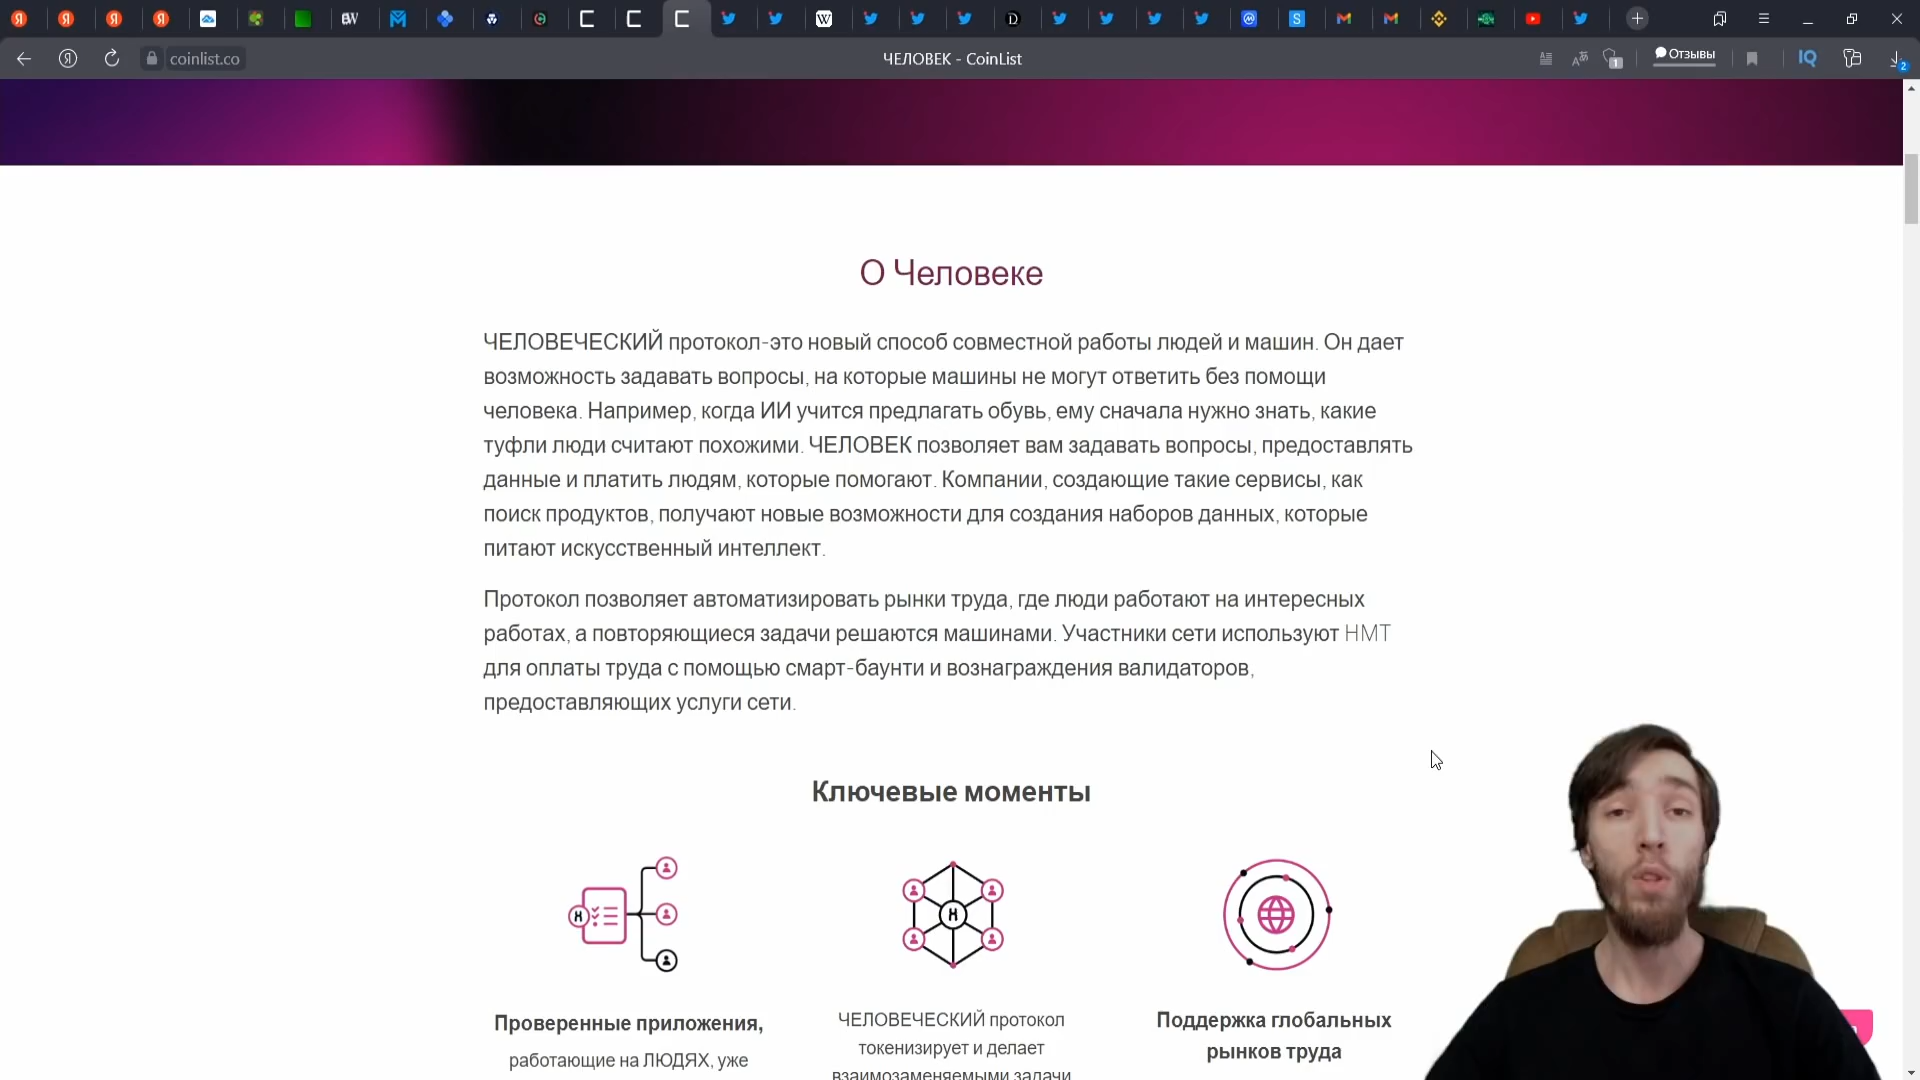 coinlist.co
ЧЕЛОВЕК - CoinList
Отзывы
О Человеке
ЧЕЛОВЕЧЕСКИЙ протокол-это новый способ совместной работы людей и машин. Он дает
возможность задавать вопросы, на которые машины не могут ответить без помощи
человека. Например, когда ИИ учится предлагать обувь, ему сначала нужно знать, какие
туфли люди считают похожими. ЧЕЛОВЕК позволяет вам задавать вопросы, предоставлять
данные и платить людям, которые помогают. Компании, создающие такие сервисы, как
поиск продуктов, получают новые возможности для создания наборов данных, которые
питают искусственный интеллект.
Протокол позволяет автоматизировать рынки труда, где люди работают на интересных
работах, а повторяющиеся задачи решаются машинами. Участники сети используют HMT
для оплаты труда с помощью смарт-баунти и вознаграждения валидаторов,
предоставляющих услуги сети.
Ключевые моменты
Проверенные приложения,
работающие на ЛЮДЯХ, уже
ЧЕЛОВЕЧЕСКИЙ протокол
токенизирует и делает
взаимозаменяемыми задачи
Поддержка глобальных
рынков труда